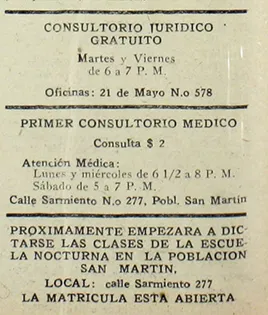 CONSULTORIO JURIDICO
GRATUITO
Martes y Viernes
de 6 a 7 P. M.
Oficinas: 21 de Mayo N.o 578
PRIMER CONSULTORIO MEDICO
Consulta $ 2
Atención Médica:
Lunes y miércoles de 6 1/2 a 8 P. M.
Sábado de 5 a 7 P. M.
Calle Sarmiento N.o 277, Pobl. San Martín
PROXIMAMENTE EMPEZARA A DIC-
TARSE LAS CLASES DE LA ESCUE-
LA NOCTURNA EN LA POBLACION
SAN MARTIN,
LOCAL: calle Sarmiento 277
LA MATRICULA ESTA ABIERTA